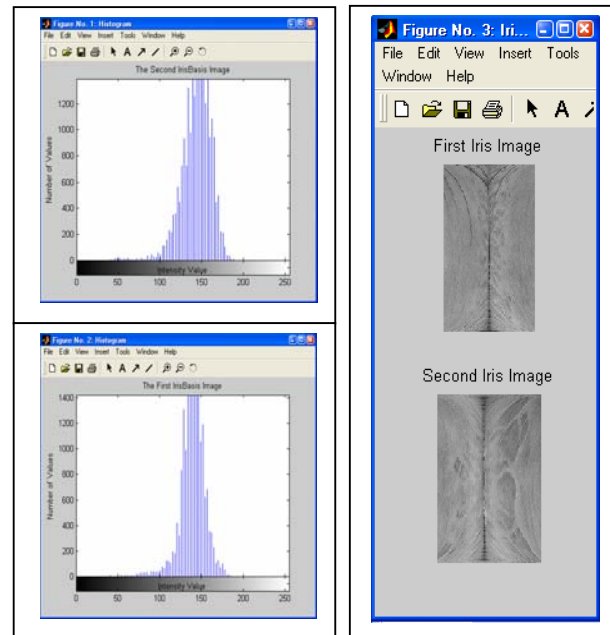 Figure No. 1: Histogram
File Edit View Insert Tools Window Help
The Second IrisBasis Image
Number of Values
1200
1000
800
600
400
200
0
Intensity Value
0 50 100 150 200 250
Figure No. 2: Histogram
File Edit View Insert Tools Window Help
The First IrisBasis Image
Number of Values
1400
1200
1000
800
600
400
200
0
Intensity Value
0 50 100 150 200 250
Figure No. 3: Iri...
File Edit View Insert Tools
Window Help
First Iris Image
Second Iris Image